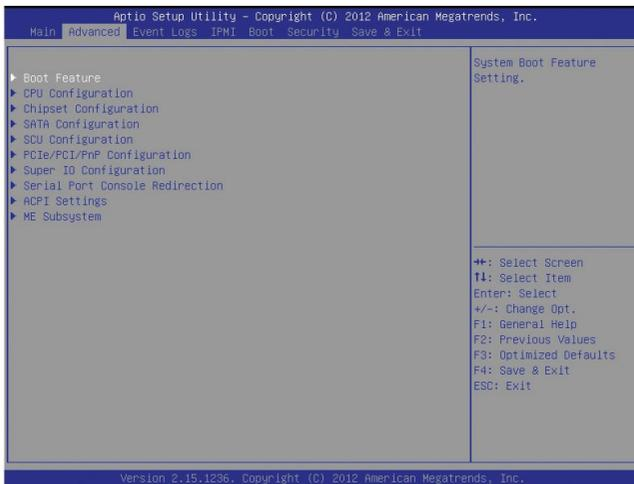 Aptio Setup Utility – Copyright (C) 2012 American Megatrends, Inc.
Main Advanced Event Logs IPMI Boot Security Save & Exit
▶ Boot Feature
▶ CPU Configuration
▶ Chipset Configuration
▶ SATA Configuration
▶ SCU Configuration
▶ PCIe/PCI/PnP Configuration
▶ Super IO Configuration
▶ Serial Port Console Redirection
▶ ACPI Settings
▶ ME Subsystem
System Boot Feature
Setting.
→←: Select Screen
↑↓: Select Item
Enter: Select
+/-: Change Opt.
F1: General Help
F2: Previous Values
F3: Optimized Defaults
F4: Save & Exit
ESC: Exit
Version 2.15.1236. Copyright (C) 2012 American Megatrends, Inc.